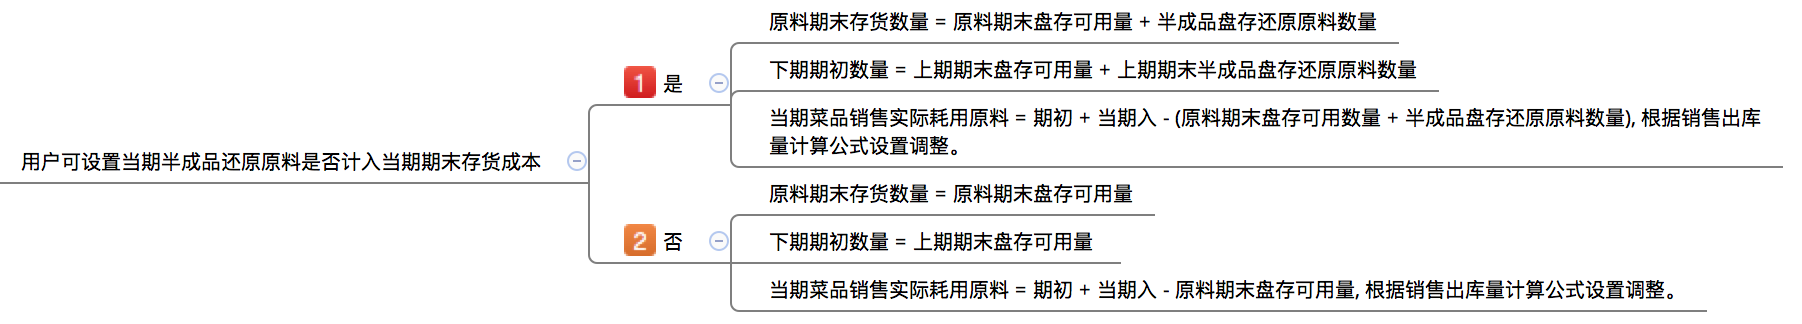 用户可设置当期半成品还原原料是否计入当期期末存货成本
1 是
原料期末存货数量 = 原料期末盘存可用量 + 半成品盘存还原原料数量
下期期初数量 = 上期期末盘存可用量 + 上期期末半成品盘存还原原料数量
当期菜品销售实际耗用原料 = 期初 + 当期入 - (原料期末盘存可用数量 + 半成品盘存还原原料数量), 根据销售出库
量计算公式设置调整。
2 否
原料期末存货数量 = 原料期末盘存可用量
下期期初数量 = 上期期末盘存可用量
当期菜品销售实际耗用原料 = 期初 + 当期入 - 原料期末盘存可用量, 根据销售出库量计算公式设置调整。